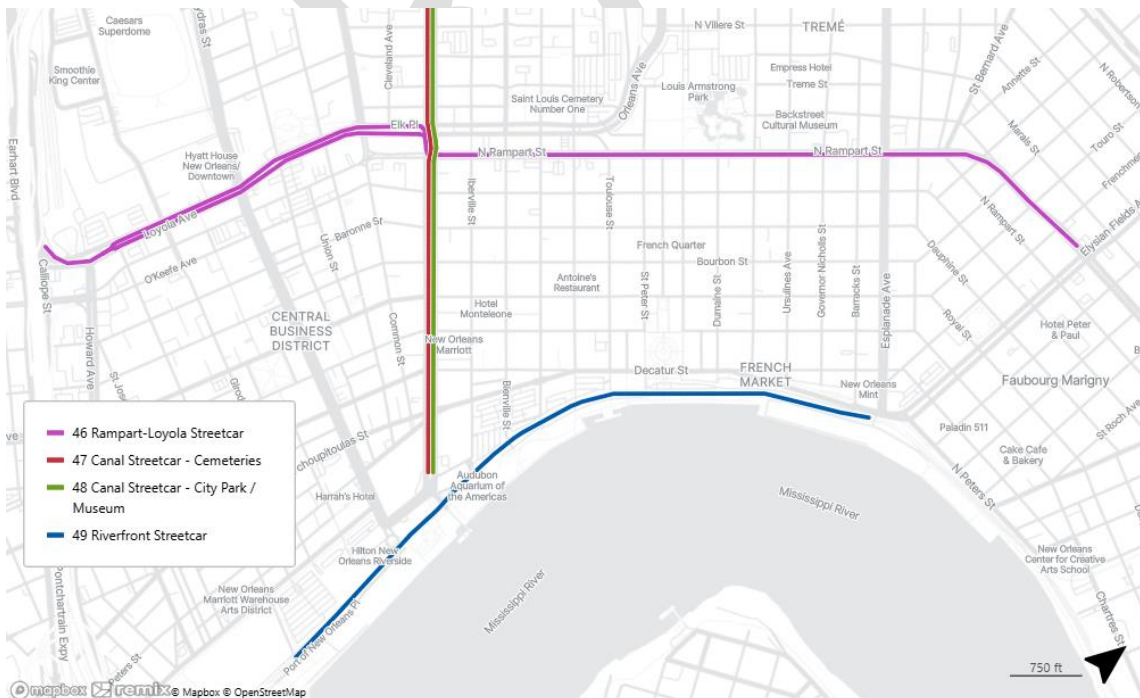 Caesars
Superdome
Smoothie
King Center
Cleveland Ave
N Villere St
TREMÉ
St Bernard Ave
Annette St
N Robertson
Empress Hotel
Treme St
Louis Armstrong
Park
Orleans Ave
Saint Louis Cemetery
Number One
Backstreet
Cultural Museum
Marais St
Touro St
Frenchmen
Earhart Blvd
Elk Pl
N Rampart St
N Rampart St
Hyatt House
New Orleans/
Downtown
Iberville St
Toulouse St
N Rampart St
Elysian Fields A
Loyola Ave
Baronne St
Union St
O'Keefe Ave
French Quarter
Bourbon St
Dauphine St
Calliope St
Antoine's
Restaurant
St Peter St
Dumaine St
Ursulines Ave
Governor Nicholls St
Barracks St
Esplanade Ave
Royal St
Hotel
Monteleone
CENTRAL
BUSINESS
DISTRICT
Common St
New Orleans
Marriott
Hotel Peter
& Paul
Howard Ave
St Jos
Girod
Decatur St
FRENCH
MARKET
New Orleans
Mint
Faubourg Marigny
Bienville St
St Roch Ave
Paladin 511
choupitoulas St
Cake Cafe
& Bakery
46 Rampart-Loyola Streetcar
47 Canal Streetcar - Cemeteries
48 Canal Streetcar - City Park /
Museum
49 Riverfront Streetcar
Harrah's Hotel
Audubon
Aquarium of
the Americas
Mississippi River
N Peters St
Hilton New
Orleans Riverside
New Orleans
Center for Creative
Arts School
New Orleans
Marriott Warehouse
Arts District
Mississippi River
Chartres St
Pontchartrain Expy
Port of New Orleans Pl
Peters St
750 ft
mapbox remix © Mapbox © OpenStreetMap